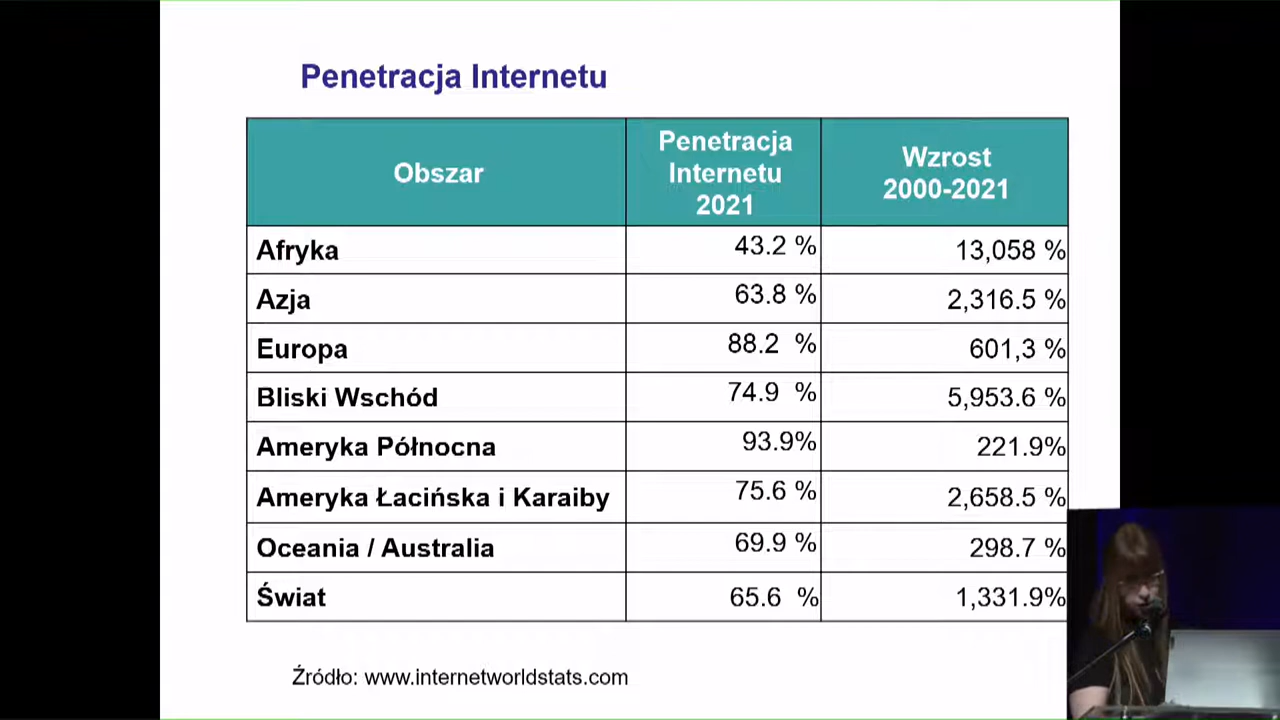 Penetracja Internetu
Obszar
Penetracja
Internetu
2021
Wzrost
2000-2021
Afryka 43.2 % 13,058 %
Azja 63.8 % 2,316.5 %
Europa 88.2 % 601,3 %
Bliski Wschód 74.9 % 5,953.6 %
Ameryka Północna 93.9% 221.9%
Ameryka Łacińska i Karaiby 75.6 % 2,658.5 %
Oceania / Australia 69.9 % 298.7 %
Świat 65.6 % 1,331.9%
Źródło: www.internetworldstats.com